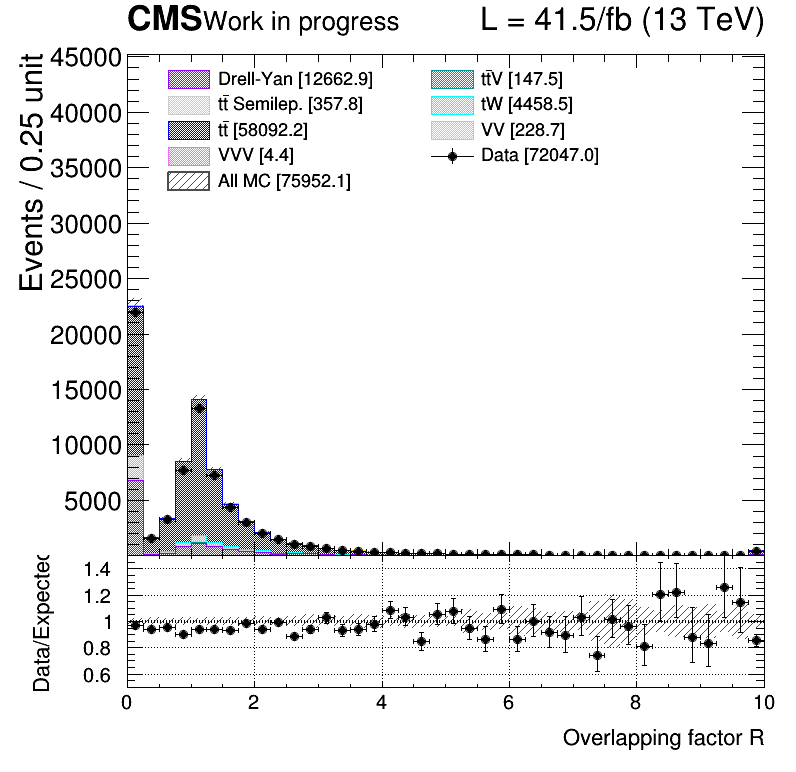 CMS Work in progress L = 41.5/fb (13 TeV)
Events / 0.25 unit
45000
40000
35000
30000
25000
20000
15000
10000
5000
Drell-Yan [12662.9]
tt̄ Semilep. [357.8]
tt̄ [58092.2]
VVV [4.4]
All MC [75952.1]
tt̄V [147.5]
tW [4458.5]
VV [228.7]
Data [72047.0]
Data/Expected
1.4
1.2
1
0.8
0.6
0 2 4 6 8 10
Overlapping factor R